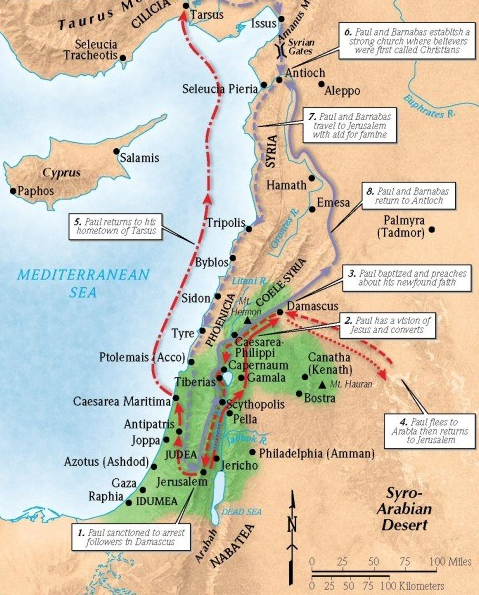 Taurus M
CILICIA
Tarsus
Issus
Amanus M
Syrian
Gates
Seleucia
Tracheotis
6. Paul and Barnabas establish a
strong church where believers
were first called Christians
Antioch
Seleucia Pieria
Aleppo
Euphrates R.
7. Paul and Barnabas
travel to Jerusalem
with aid for famine
SYRIA
Salamis
Cyprus
Paphos
Hamath
Emesa
8. Paul and Barnabas
return to Antioch
5. Paul returns to his
hometown of Tarsus
Tripolis
Orontes R.
Palmyra
(Tadmor)
Byblos
MEDITERRANEAN
SEA
Litani R.
COELE SYRIA
3. Paul baptized and preaches
about his newfound faith
Sidon
PHOENICIA
Mt.
Hermon
Damascus
2. Paul has a vision of
Jesus and converts
Tyre
Caesarea-
Philippi
Ptolemais (Acco)
Capernaum
Canatha
(Kenath)
Tiberias
Gamala
Mt. Hauran
Caesarea Maritima
Bostra
Scythopolis
4. Paul flees to
Arabia then returns
to Jerusalem
Pella
Antipatris
Joppa
Jabbok R.
JUDEA
Philadelphia (Amman)
Azotus (Ashdod)
Jericho
Gaza
Jerusalem
Raphia
IDUMEA
Syro-
Arabian
Desert
DEAD SEA
1. Paul sanctioned to arrest
followers in Damascus
Arabah
NABATEA
N
0 25 50 100 Miles
0 25 50 75 100 Kilometers